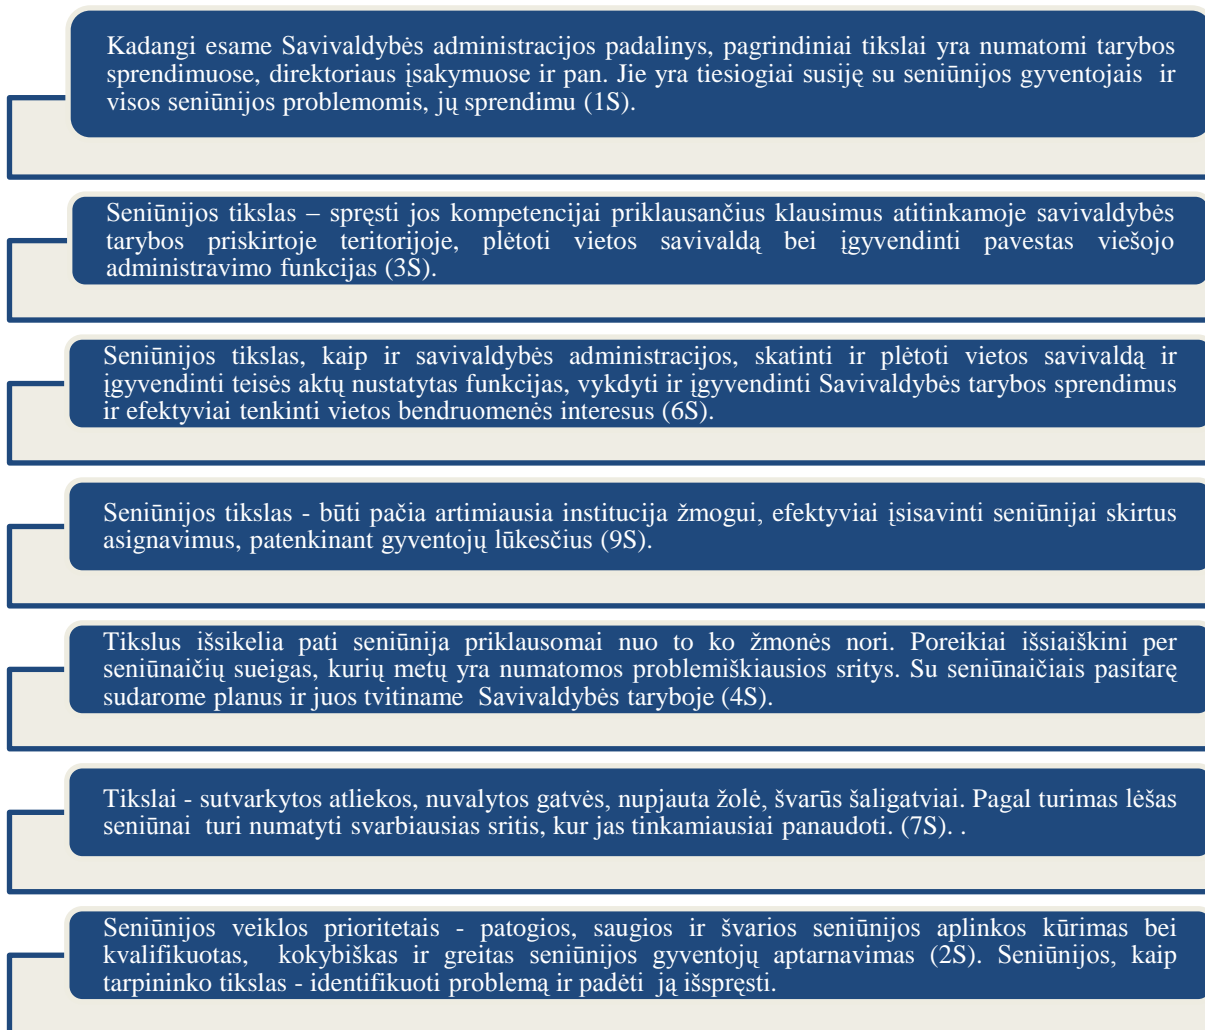 Kadangi esame Savivaldybės administracijos padalinys, pagrindiniai tikslai yra numatomi tarybos
sprendimuose, direktoriaus įsakymuose ir pan. Jie yra tiesiogiai susiję su seniūnijos gyventojais ir
visos seniūnijos problemomis, jų sprendimu (1S).
Seniūnijos tikslas – spręsti jos kompetencijai priklausančius klausimus atitinkamoje savivaldybės
tarybos priskirtoje teritorijoje, plėtoti vietos savivaldą bei įgyvendinti pavestas viešojo
administravimo funkcijas (3S).
Seniūnijos tikslas, kaip ir savivaldybės administracijos, skatinti ir plėtoti vietos savivaldą ir
įgyvendinti teisės aktų nustatytas funkcijas, vykdyti ir įgyvendinti Savivaldybės tarybos sprendimus
ir efektyviai tenkinti vietos bendruomenės interesus (6S).
Seniūnijos tikslas - būti pačia artimiausia institucija žmogui, efektyviai įsisavinti seniūnijai skirtus
asignavimus, patenkinant gyventojų lūkesčius (9S).
Tikslus išsikelia pati seniūnija priklausomai nuo to ko žmonės nori. Poreikiai išsiaiškini per
seniūnaičių sueigas, kurių metu yra numatomos problemiškiausios sritys. Su seniūnaičiais pasitarę
sudarome planus ir juos tvitiname Savivaldybės taryboje (4S).
Tikslai - sutvarkytos atliekos, nuvalytos gatvės, nupjauta žolė, švarūs šaligatviai. Pagal turimas lėšas
seniūnai turi numatyti svarbiausias sritis, kur jas tinkamiausiai panaudoti. (7S). .
Seniūnijos veiklos prioritetais - patogios, saugios ir švarios seniūnijos aplinkos kūrimas bei
kvalifikuotas, kokybiškas ir greitas seniūnijos gyventojų aptarnavimas (2S). Seniūnijos, kaip
tarpininko tikslas - identifikuoti problemą ir padėti ją išspręsti.